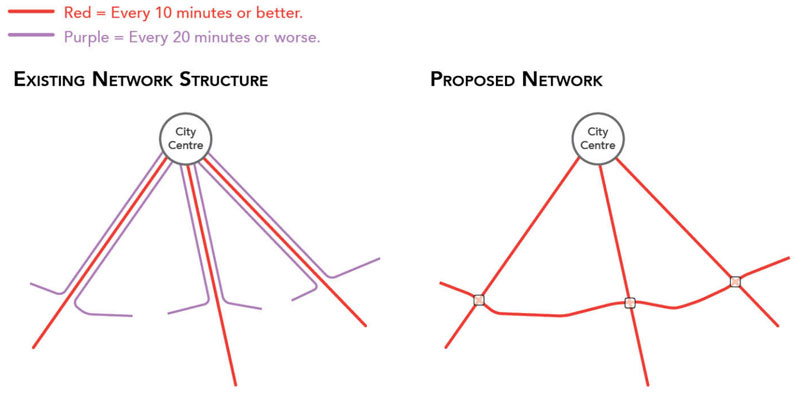 Red = Every 10 minutes or better.
Purple = Every 20 minutes or worse.
Existing Network Structure
Proposed Network
City
Centre
City
Centre